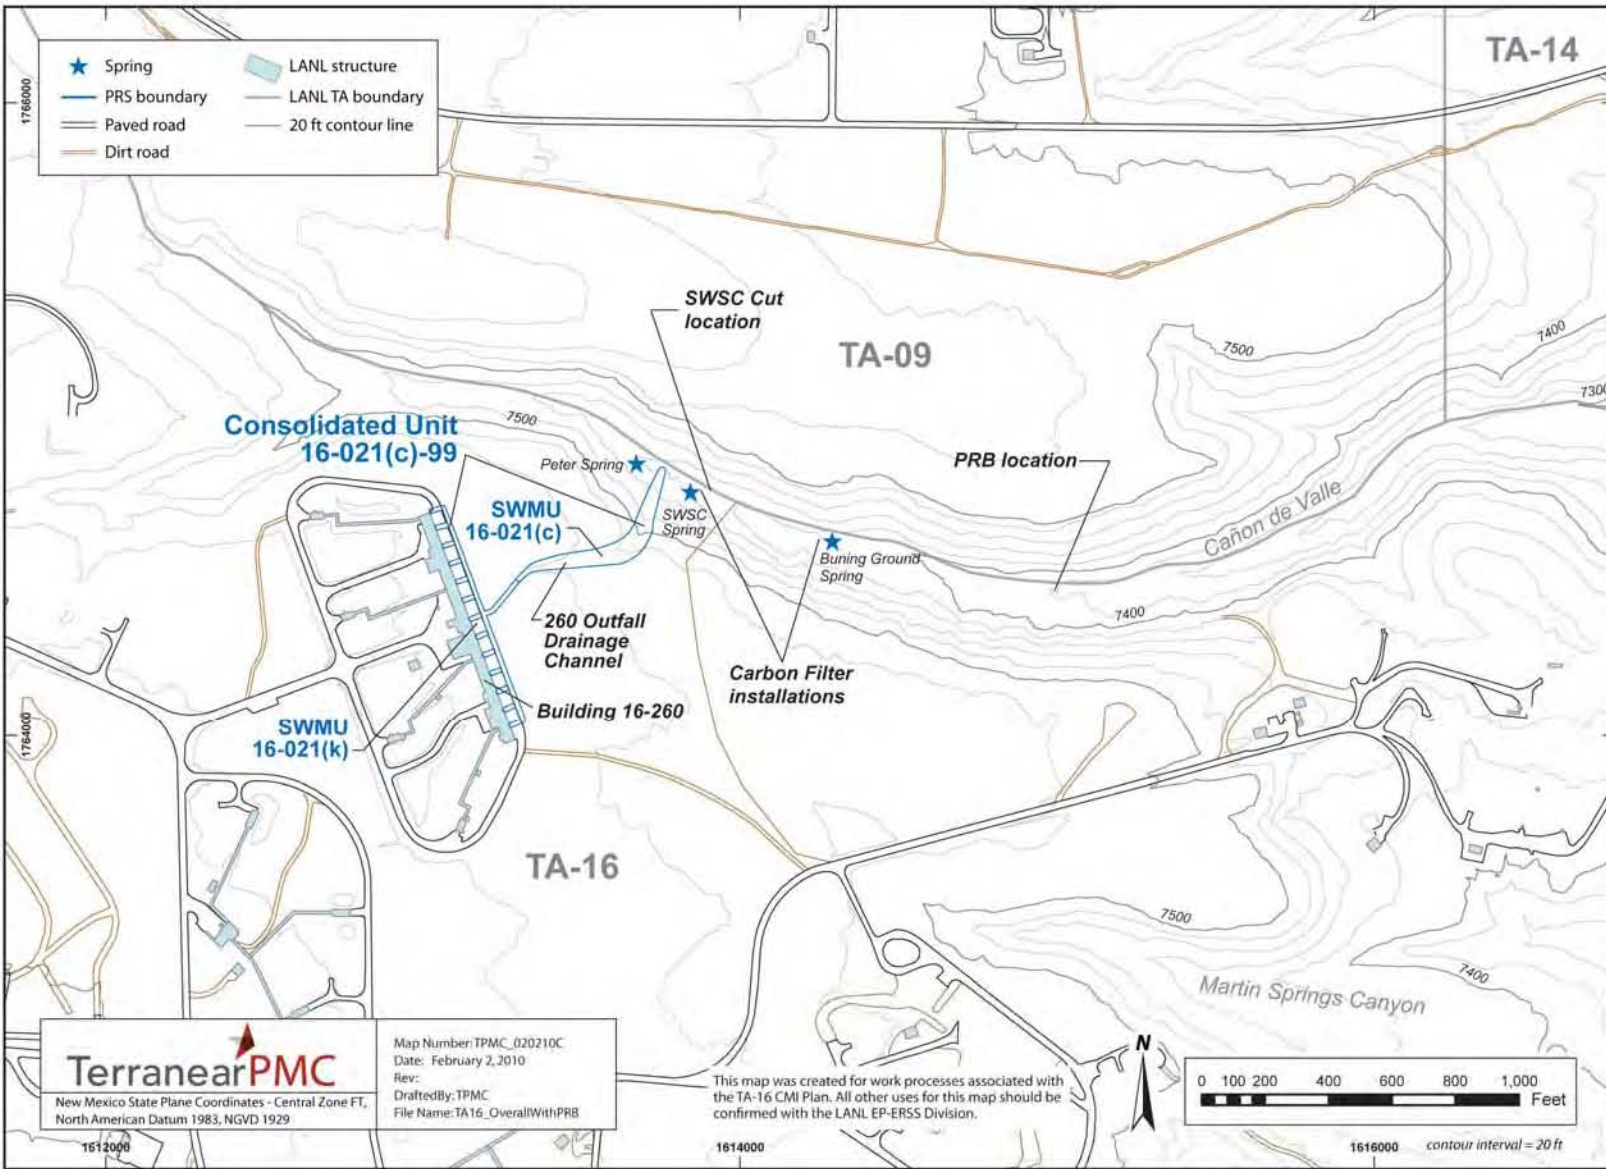 TA-14
Spring
PRS boundary
Paved road
Dirt road
LANL structure
LANL TA boundary
20 ft contour line
1766000
SWSC Cut
location
TA-09
7500
7400
7300
Consolidated Unit
16-021(c)-99
7500
Peter Spring
PRB location
SWMU
16-021(c)
SWSC
Spring
Cañon de Valle
Buning Ground
Spring
7400
260 Outfall
Drainage
Channel
Carbon Filter
installations
Building 16-260
SWMU
16-021(k)
1764000
TA-16
7500
7400
Martin Springs Canyon
TerranearPMC
New Mexico State Plane Coordinates - Central Zone FT,
North American Datum 1983, NGVD 1929
Map Number: TPMC_020210C
Date: February 2, 2010
Rev:
DraftedBy: TPMC
File Name: TA16_OverallWithPRB
This map was created for work processes associated with
the TA-16 CMI Plan. All other uses for this map should be
confirmed with the LANL EP-ERSS Division.
N
0 100 200 400 600 800 1,000
Feet
1612000
1614000
1616000
contour interval = 20 ft